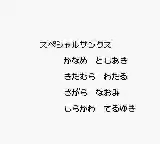 スペシャルサンクス
かなめ としあき
きたむら わたる
さがら なおみ
しらかわ てるゆき